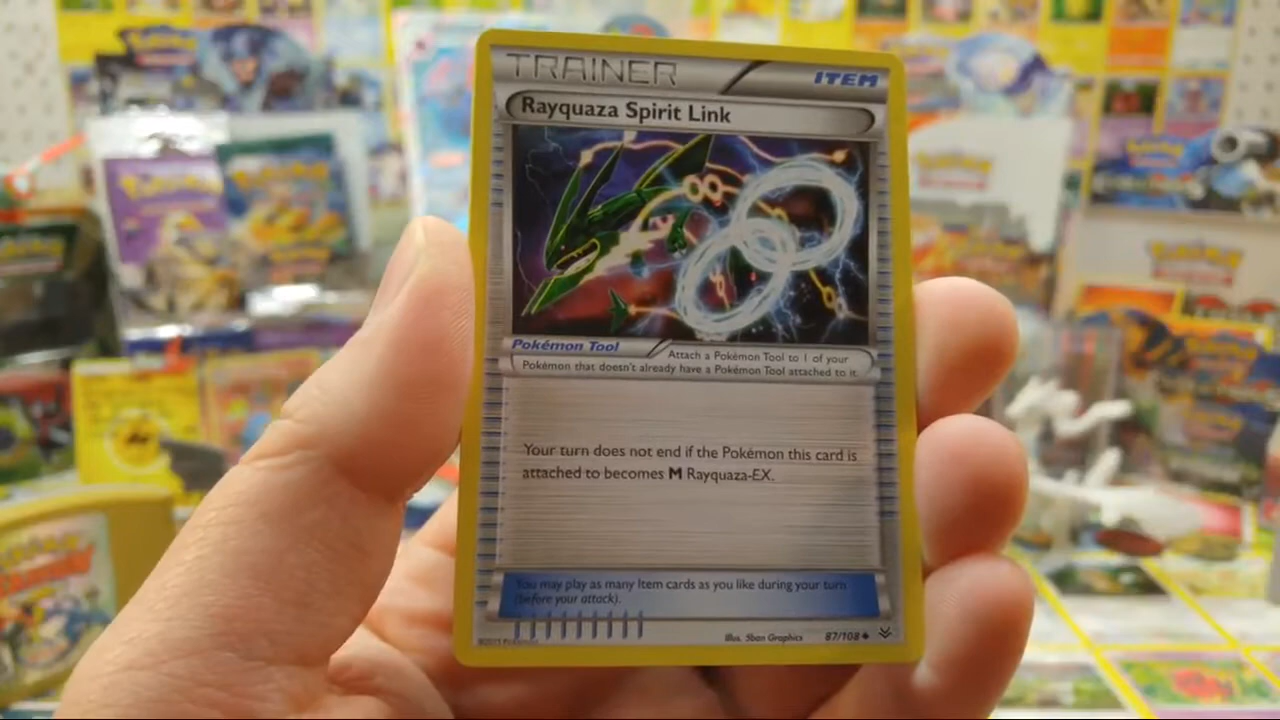 TRAINER
ITEM
Rayquaza Spirit Link
Pokémon Tool
Attach a Pokémon Tool to 1 of your
Pokémon that doesn't already have a Pokémon Tool attached to it.
Your turn does not end if the Pokémon this card is
attached to becomes M Rayquaza-EX.
You may play as many Item cards as you like during your turn
(before your attack).
Illus. 5ban Graphics
87/108